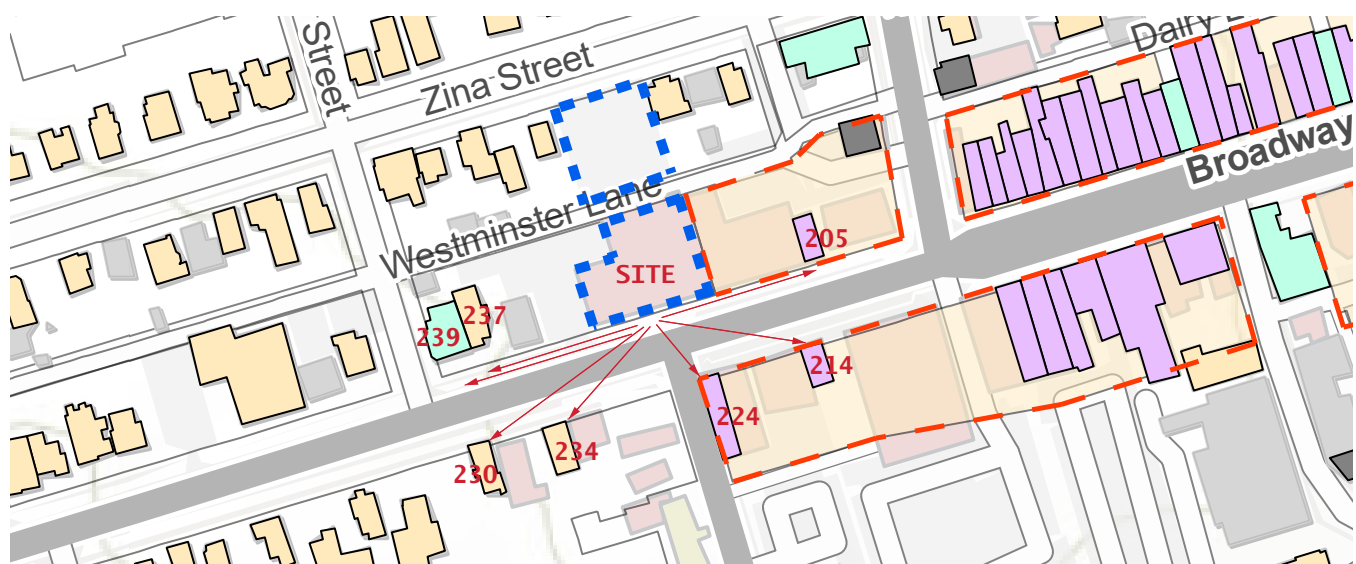 Street
Zina Street
Dairy L
Broadway
Westminster Lane
205
SITE
237
239
214
224
234
230